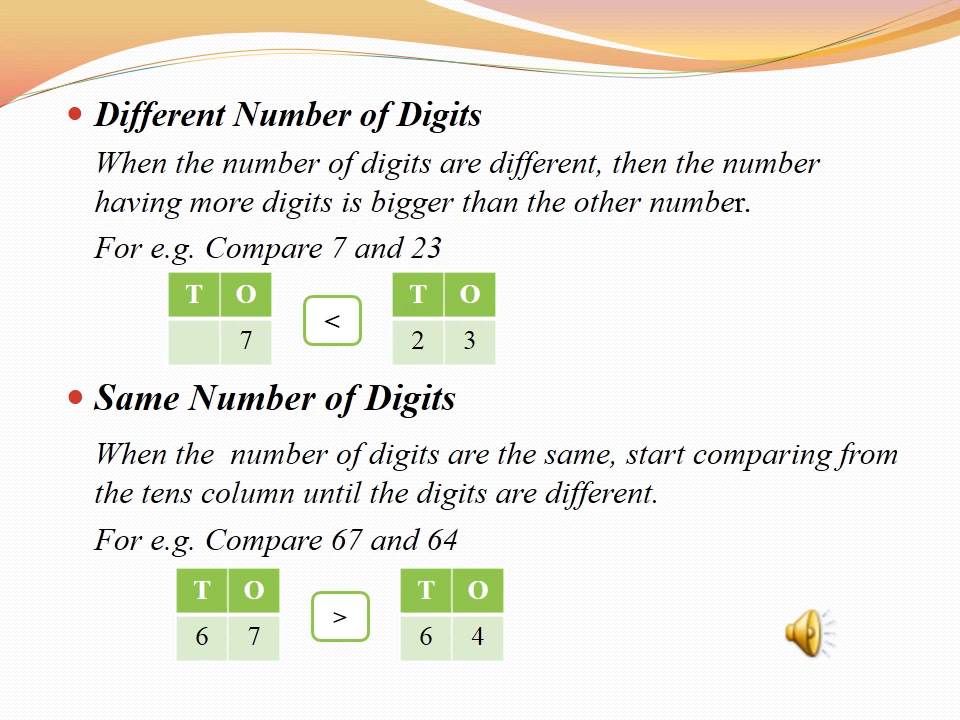 Different Number of Digits
When the number of digits are different, then the number
having more digits is bigger than the other number.
For e.g. Compare 7 and 23
T O T O
<
7 2 3
Same Number of Digits
When the  number of digits are the same, start comparing from
the tens column until the digits are different.
For e.g. Compare 67 and 64
T O T O
>
6 7 6 4